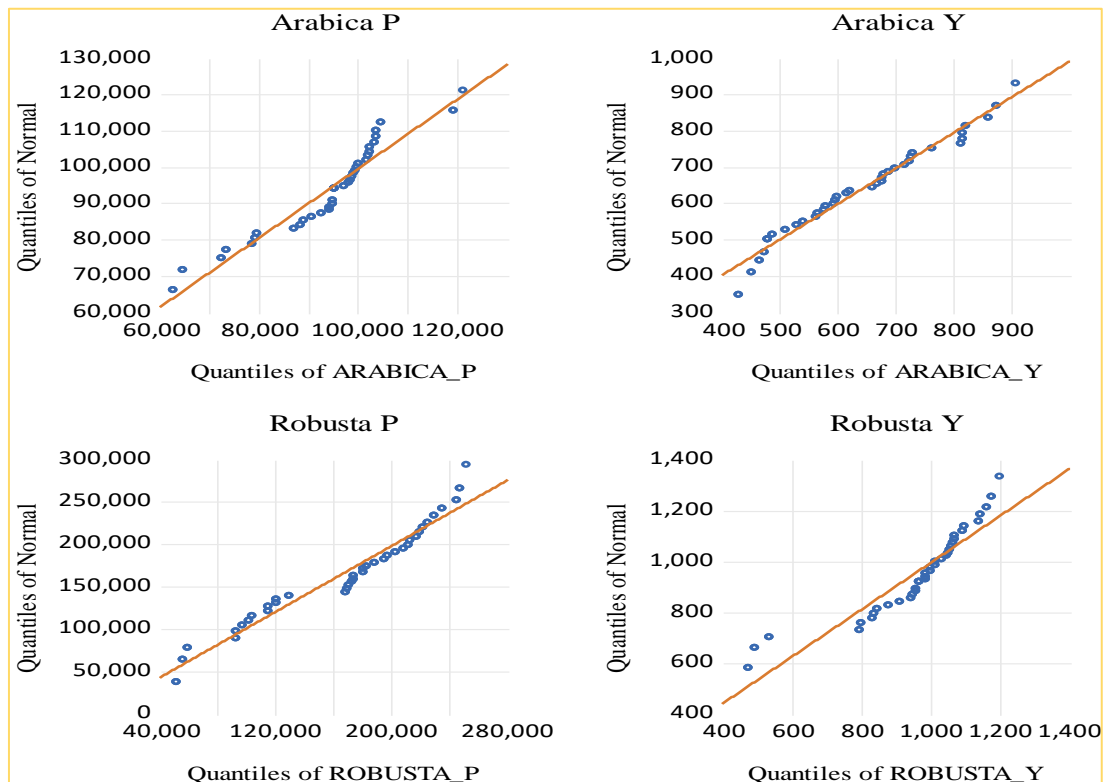 Arabica P
Quantiles of Normal
130,000
120,000
110,000
100,000
90,000
80,000
70,000
60,000
60,000 80,000 100,000 120,000
Quantiles of ARABICA_P
Arabica Y
Quantiles of Normal
1,000
900
800
700
600
500
400
300
400 500 600 700 800 900
Quantiles of ARABICA_Y
Robusta P
Quantiles of Normal
300,000
250,000
200,000
150,000
100,000
50,000
0
40,000 120,000 200,000 280,000
Quantiles of ROBUSTA_P
Robusta Y
Quantiles of Normal
1,400
1,200
1,000
800
600
400
400 600 800 1,000 1,200 1,400
Quantiles of ROBUSTA_Y